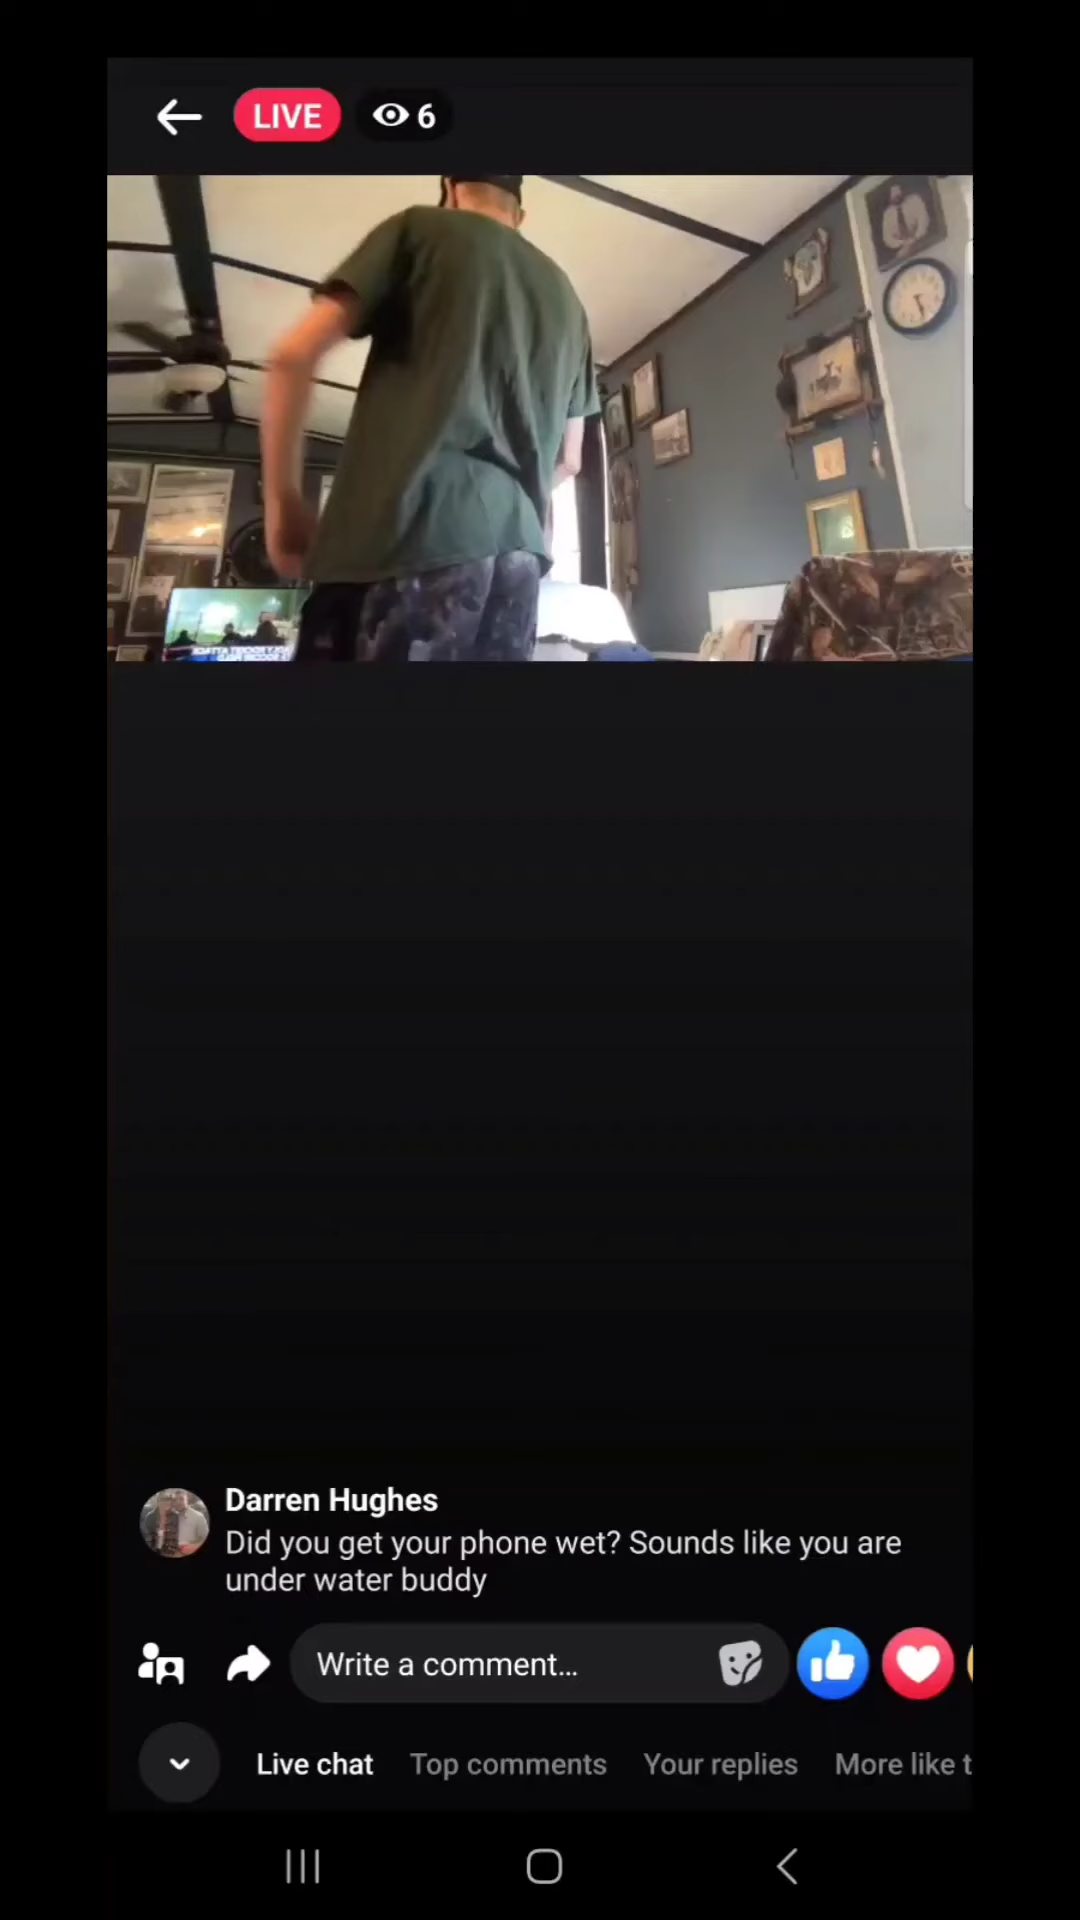 LIVE
6
Darren Hughes
Did you get your phone wet? Sounds like you are
under water buddy
Write a comment...
Live chat
Top comments
Your replies
More like t